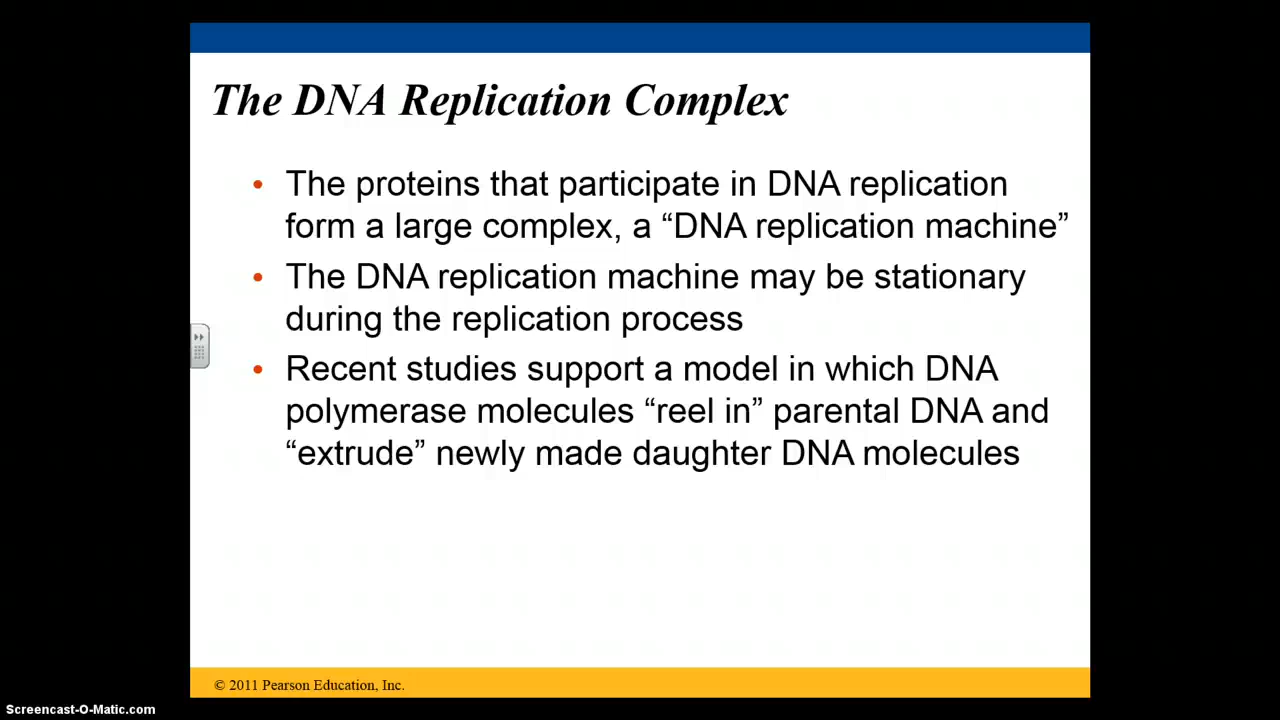 The DNA Replication Complex
• The proteins that participate in DNA replication
form a large complex, a “DNA replication machine”
• The DNA replication machine may be stationary
during the replication process
• Recent studies support a model in which DNA
polymerase molecules “reel in” parental DNA and
“extrude” newly made daughter DNA molecules
© 2011 Pearson Education, Inc.
Screencast-O-Matic.com